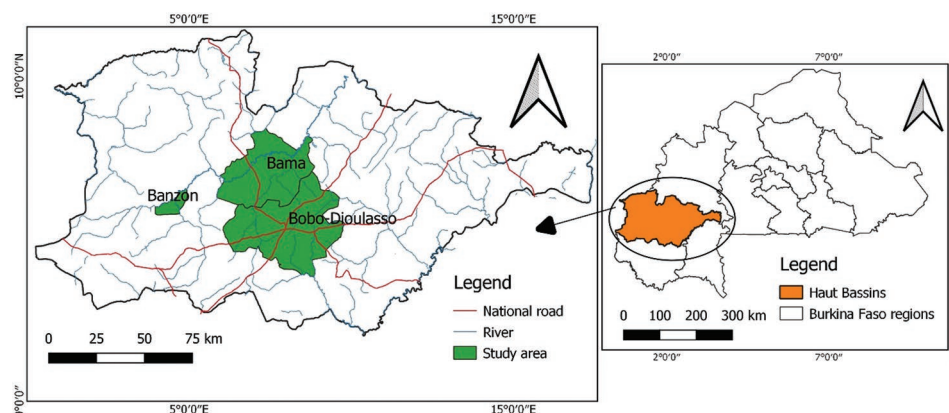 5°0'0"E
15°0'0"E
10°0'0"N
Bama
Banzon
Bobo-Dioulasso
Legend
National road
River
Study area
0 25 50 75 km
0°0'0"
5°0'0"E
15°0'0"E
2°0'0"
7°0'0"
Legend
Haut Bassins
Burkina Faso regions
0 100 200 300 km
2°0'0"
7°0'0"